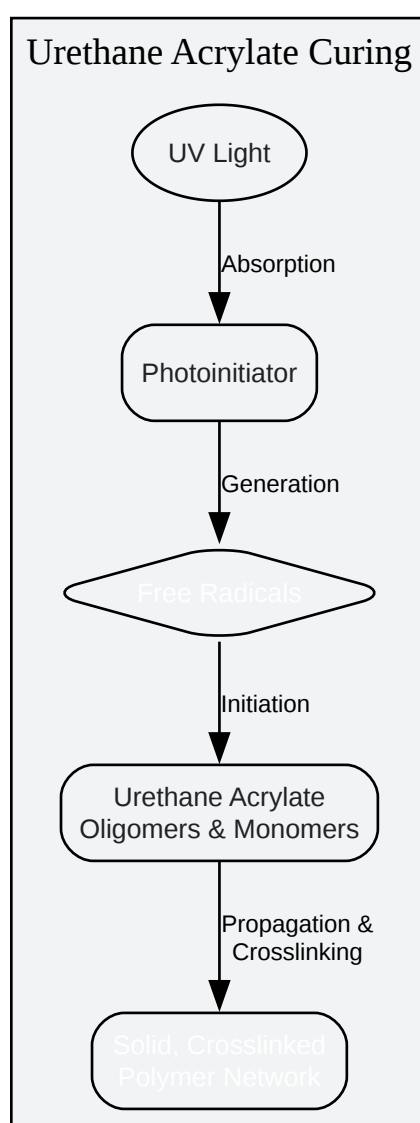 Urethane Acrylate Curing
UV Light
Absorption
Photoinitiator
Generation
Free Radicals
Initiation
Urethane Acrylate
Oligomers & Monomers
Propagation &
Crosslinking
Solid, Crosslinked
Polymer Network